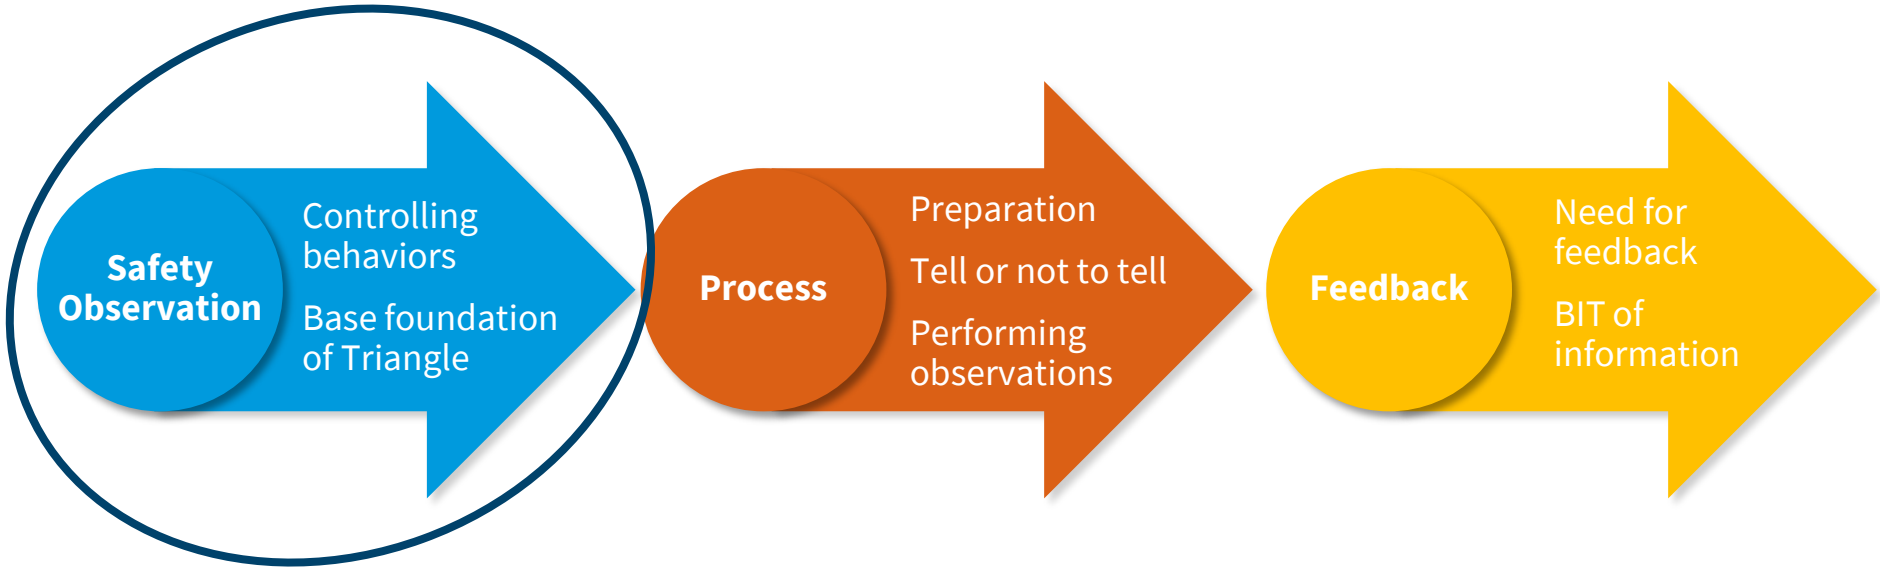 Safety
Observation
Controlling
behaviors
Base foundation
of Triangle
Process
Preparation
Tell or not to tell
Performing
observations
Feedback
Need for
feedback
BIT of
information